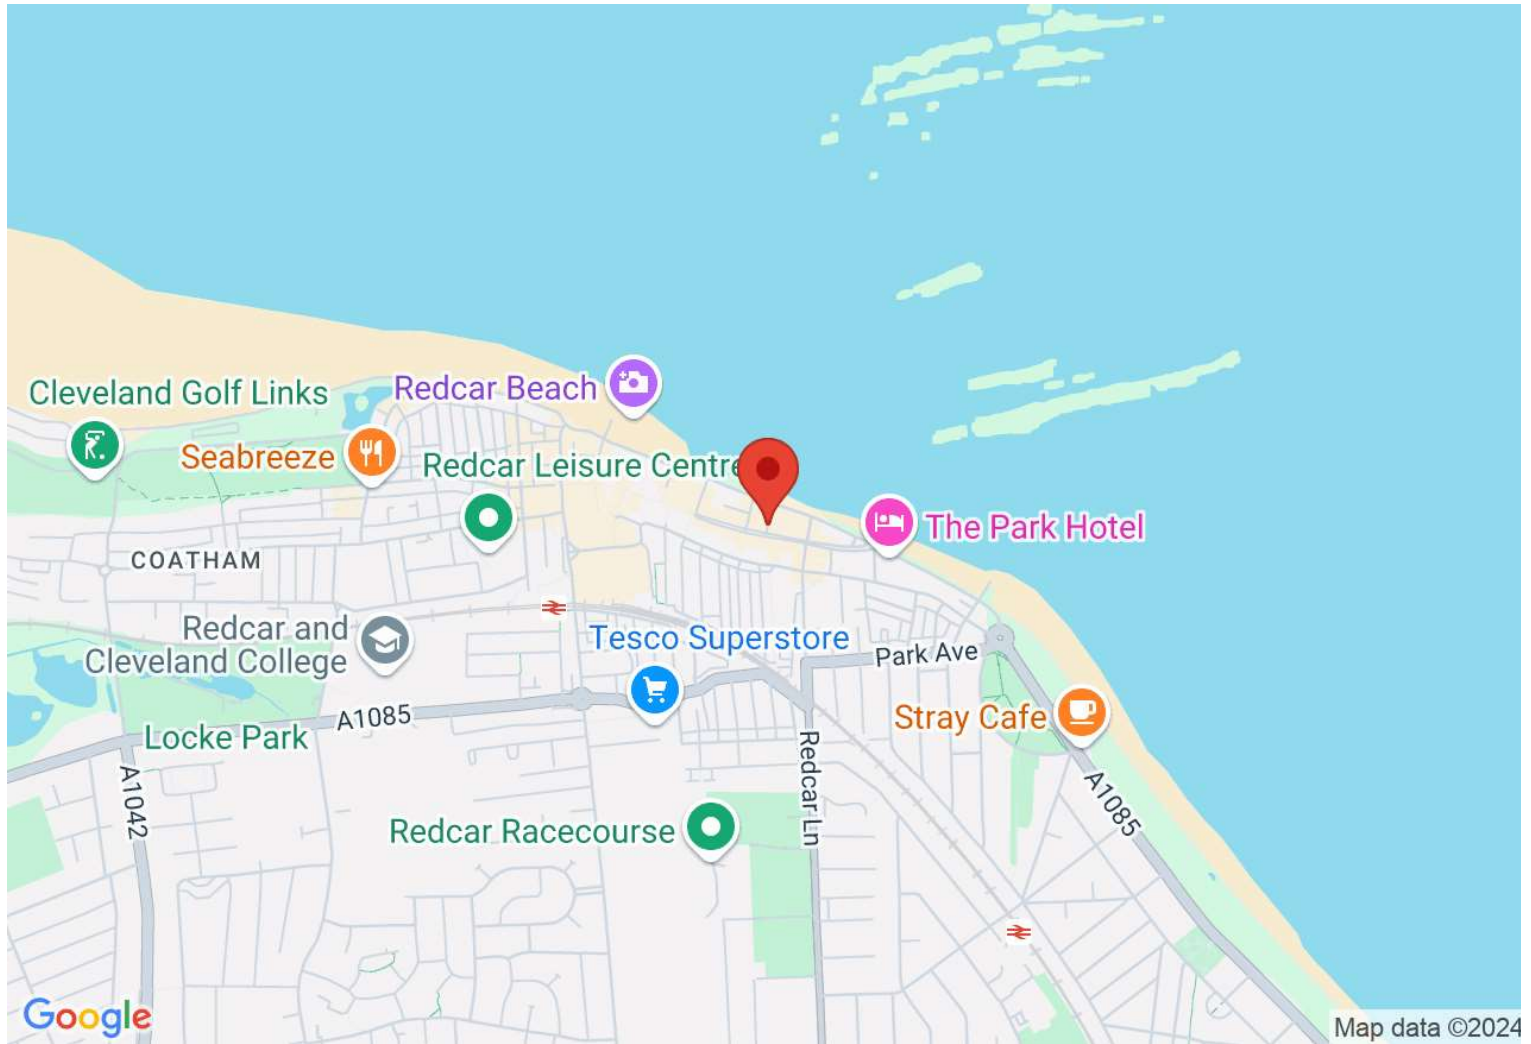 Cleveland Golf Links
Redcar Beach
Seabreeze
Redcar Leisure Centre
The Park Hotel
COATHAM
Redcar and
Cleveland College
Tesco Superstore
Park Ave
A1085
Stray Cafe
Locke Park
A1042
Redcar Ln
A1085
Redcar Racecourse
Google
Map data ©2024